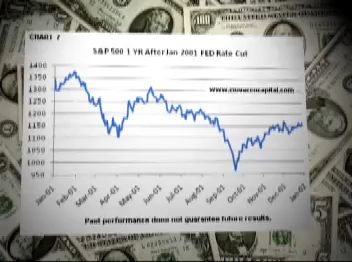 CHART 7
S&P 500 1 YR After Jan 2001 FED Rate Cut
1400
1350
1300
1250
1200
1150
1100
1050
1000
950
Jan-01
Feb-01
Mar-01
Apr-01
May-01
Jun-01
Jul-01
Aug-01
Sep-01
Oct-01
Nov-01
Dec-01
Jan-02
Past performance does not guarantee future results.